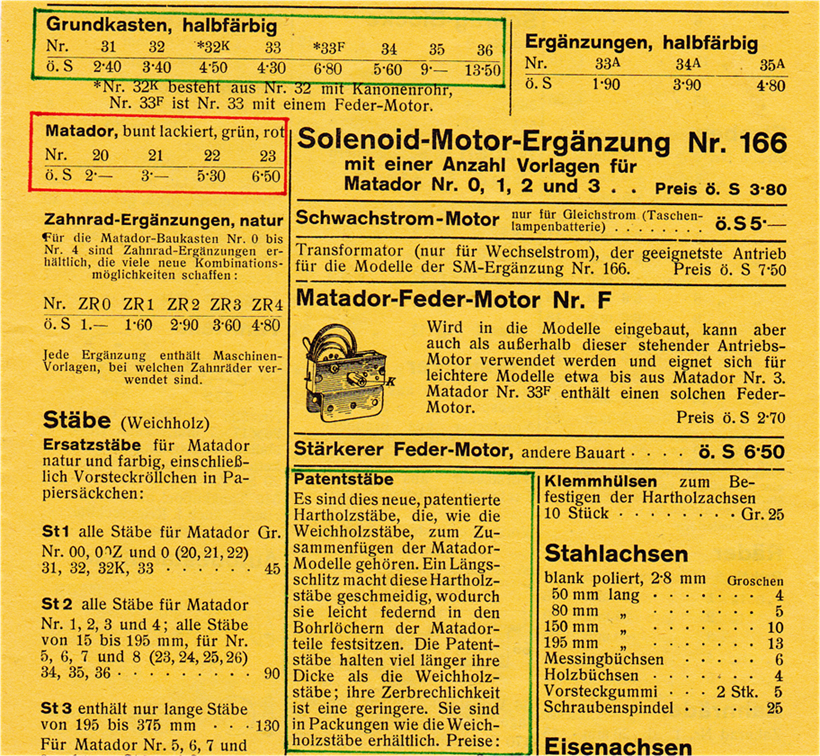 Grundkasten, halbfärbig
Nr. 31 32 *32K 33 *33F 34 35 36
ö. S 2·40 3·40 4·50 4·30 6·80 5·60 9·— 13·50
*Nr. 32K besteht aus Nr. 32 mit Kanonenrohr,
Nr. 33F ist Nr. 33 mit einem Feder-Motor.
Ergänzungen, halbfärbig
Nr. 33A 34A 35A
ö. S 1·90 3·90 4·80
Matador, bunt lackiert, grün, rot
Nr. 20 21 22 23
ö. S 2·— 3·— 5·30 6·50
Zahnrad-Ergänzungen, natur
Für die Matador-Baukasten Nr. 0 bis
Nr. 4 sind Zahnrad-Ergänzungen er-
hältlich, die viele neue Kombinations-
möglichkeiten schaffen:
Nr. ZR0 ZR1 ZR2 ZR3 ZR4
ö. S 1.— 1·60 2·90 3·60 4·80
Jede Ergänzung enthält Maschinen-
Vorlagen, bei welchen Zahnräder ver-
wendet sind.
Stäbe (Weichholz)
Ersatzstäbe für Matador
natur und farbig, einschließ-
lich Vorsteckröllchen in Pa-
piersäckchen:
St1 alle Stäbe für Matador Gr.
Nr. 00, 00Z und 0 (20, 21, 22)
31, 32, 32K, 33 · · · · · · 45
St2 alle Stäbe für Matador
Nr. 1, 2, 3 und 4; alle Stäbe
von 15 bis 195 mm, für Nr.
5, 6, 7 und 8 (23, 24, 25, 26)
34, 35, 36 · · · · · · · · · 90
St3 enthält nur lange Stäbe
von 195 bis 375 mm · · · 130
Für Matador Nr. 5, 6, 7 und
Solenoid-Motor-Ergänzung Nr. 166
mit einer Anzahl Vorlagen für
Matador Nr. 0, 1, 2 und 3 . . Preis ö. S 3·80
Schwachstrom-Motor nur für Gleichstrom (Taschen-
lampenbatterie) . . . . . . . . ö. S 5·—
Transformator (nur für Wechselstrom), der geeignetste Antrieb
für die Modelle der SM-Ergänzung Nr. 166. Preis ö. S 7·50
Matador-Feder-Motor Nr. F
Wird in die Modelle eingebaut, kann aber
auch als außerhalb dieser stehender Antriebs-
Motor verwendet werden und eignet sich für
leichtere Modelle etwa bis aus Matador Nr. 3.
Matador Nr. 33F enthält einen solchen Feder-
Motor.
Preis ö. S 2·70
K
Stärkerer Feder-Motor, andere Bauart · · · · ö. S 6·50
Patentstäbe
Es sind dies neue, patentierte
Hartholzstäbe, die, wie die
Weichholzstäbe, zum Zu-
sammenfügen der Matador-
Modelle gehören. Ein Längs-
schlitz macht diese Hartholz-
stäbe geschmeidig, wodurch
sie leicht federnd in den
Bohrlöchern der Matador-
teile festsitzen. Die Patent-
stäbe halten viel länger ihre
Dicke als die Weichholz-
stäbe; ihre Zerbrechlichkeit
ist eine geringere. Sie sind
in Packungen wie die Weich-
holzstäbe erhältlich. Preise:
Klemmhülsen zum Be-
festigen der Hartholzachsen
10 Stück · · · · · · · · Gr. 25
Stahlachsen
blank poliert, 2·8 mm Groschen
50 mm lang · · · · · · · 4
80 mm „ · · · · · · · 5
150 mm „ · · · · · · · 10
195 mm „ · · · · · · · 13
Messingbüchsen · · · · · 6
Holzbüchsen · · · · · · · 4
Vorsteckgummi · · · 2 Stk. 5
Schraubenspindel · · · · · 25
Eisenachsen